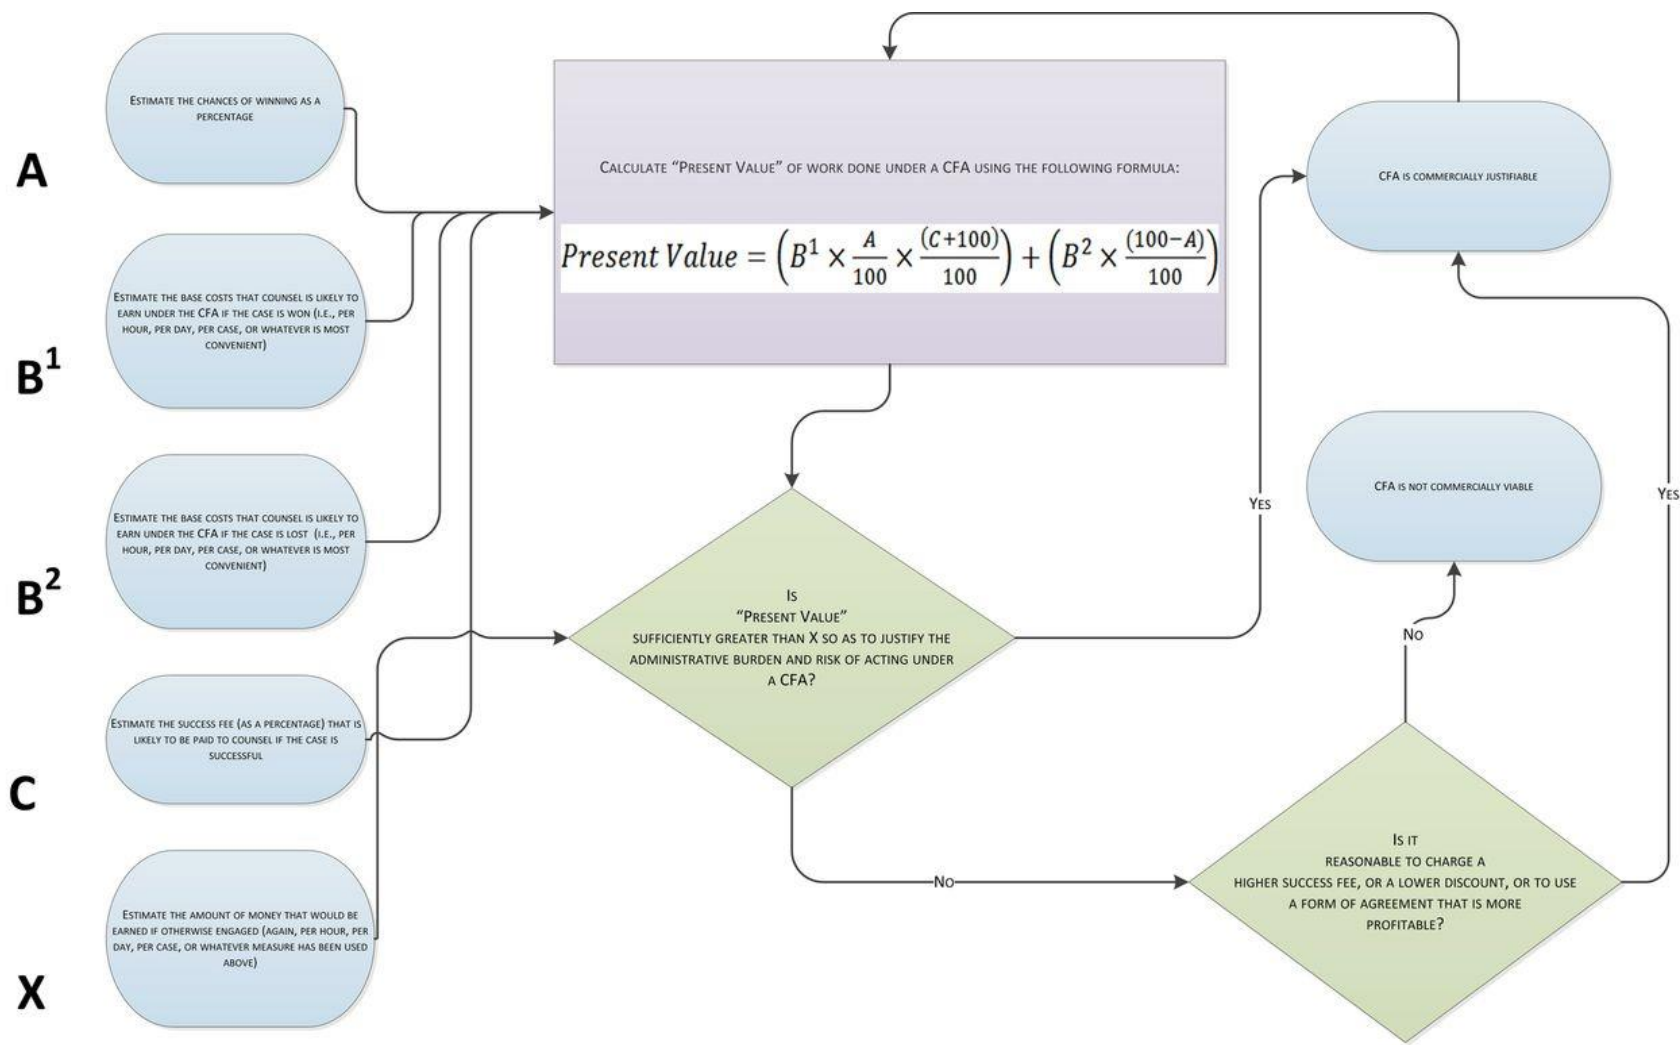 A
ESTIMATE THE CHANCES OF WINNING AS A
PERCENTAGE
B¹
ESTIMATE THE BASE COSTS THAT COUNSEL IS LIKELY TO
EARN UNDER THE CFA IF THE CASE IS WON (I.E., PER
HOUR, PER DAY, PER CASE, OR WHATEVER IS MOST
CONVENIENT)
B²
ESTIMATE THE BASE COSTS THAT COUNSEL IS LIKELY TO
EARN UNDER THE CFA IF THE CASE IS LOST (I.E., PER
HOUR, PER DAY, PER CASE, OR WHATEVER IS MOST
CONVENIENT)
C
ESTIMATE THE SUCCESS FEE (AS A PERCENTAGE) THAT IS
LIKELY TO BE PAID TO COUNSEL IF THE CASE IS
SUCCESSFUL
X
ESTIMATE THE AMOUNT OF MONEY THAT WOULD BE
EARNED IF OTHERWISE ENGAGED (AGAIN, PER HOUR, PER
DAY, PER CASE, OR WHATEVER MEASURE HAS BEEN USED
ABOVE)
CALCULATE “PRESENT VALUE” OF WORK DONE UNDER A CFA USING THE FOLLOWING FORMULA:
Present Value = (B¹ × A/100 × (C+100)/100) + (B² × (100−A)/100)
IS
“PRESENT VALUE”
SUFFICIENTLY GREATER THAN X SO AS TO JUSTIFY THE
ADMINISTRATIVE BURDEN AND RISK OF ACTING UNDER
A CFA?
YES
NO
CFA IS COMMERCIALLY JUSTIFIABLE
CFA IS NOT COMMERCIALLY VIABLE
YES
NO
IS IT
REASONABLE TO CHARGE A
HIGHER SUCCESS FEE, OR A LOWER DISCOUNT, OR TO USE
A FORM OF AGREEMENT THAT IS MORE
PROFITABLE?